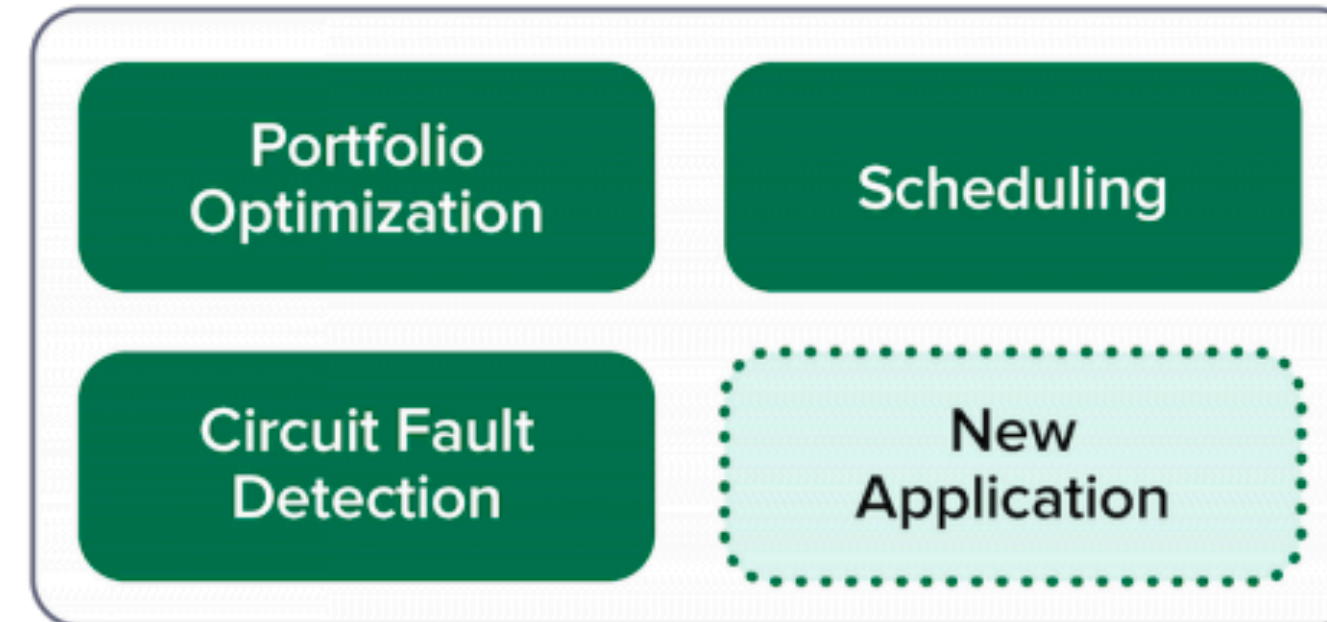 Portfolio
Optimization
Scheduling
Circuit Fault
Detection
New
Application